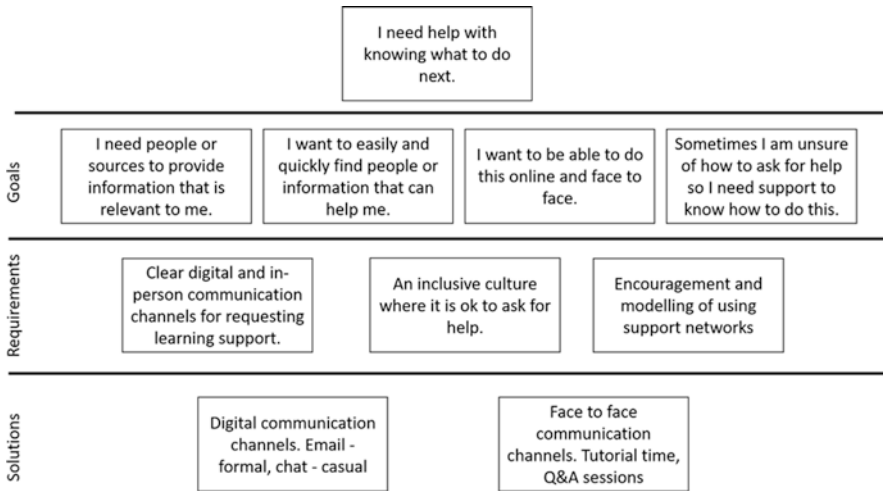 I need help with
knowing what to do
next.
Goals
I need people or
sources to provide
information that is
relevant to me.
I want to easily and
quickly find people or
information that can
help me.
I want to be able to do
this online and face to
face.
Sometimes I am unsure
of how to ask for help
so I need support to
know how to do this.
Requirements
Clear digital and in-
person communication
channels for requesting
learning support.
An inclusive culture
where it is ok to ask for
help.
Encouragement and
modelling of using
support networks
Solutions
Digital communication
channels. Email -
formal, chat - casual
Face to face
communication
channels. Tutorial time,
Q&A sessions